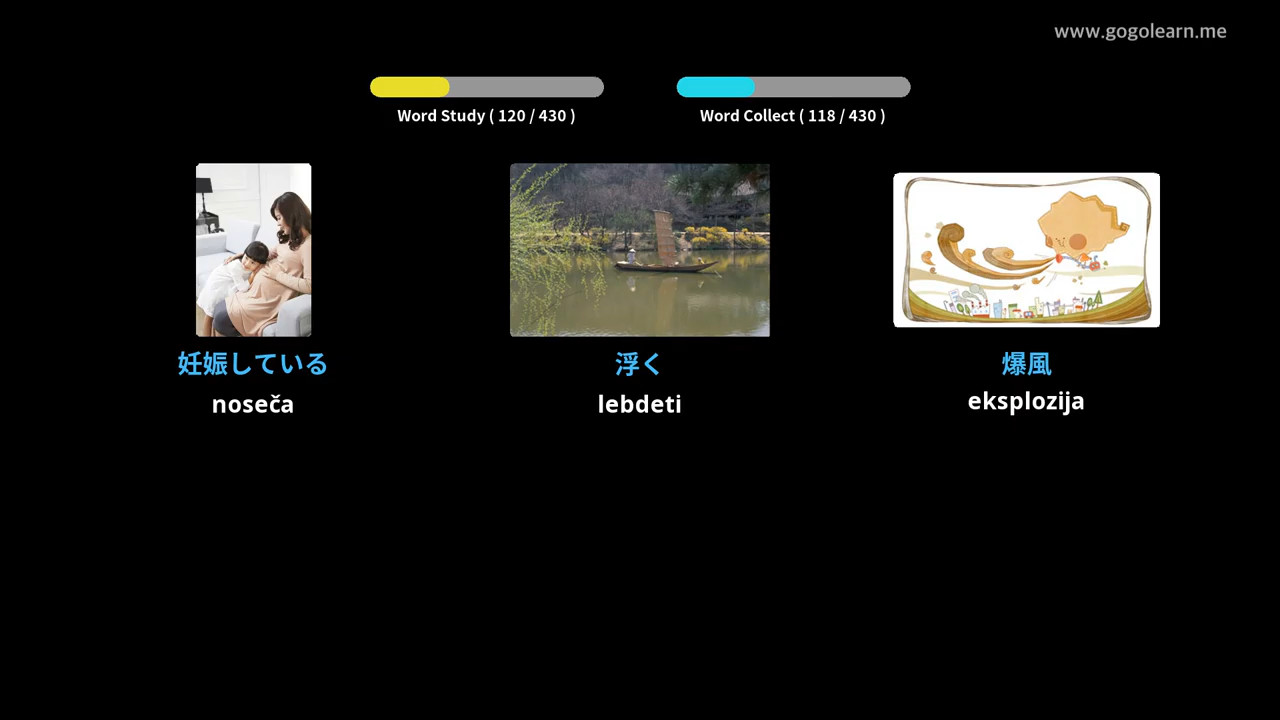 www.gogolearn.me
Word Study ( 120 / 430 )
Word Collect ( 118 / 430 )
妊娠している
noseča
浮く
lebdeti
爆風
eksplozija